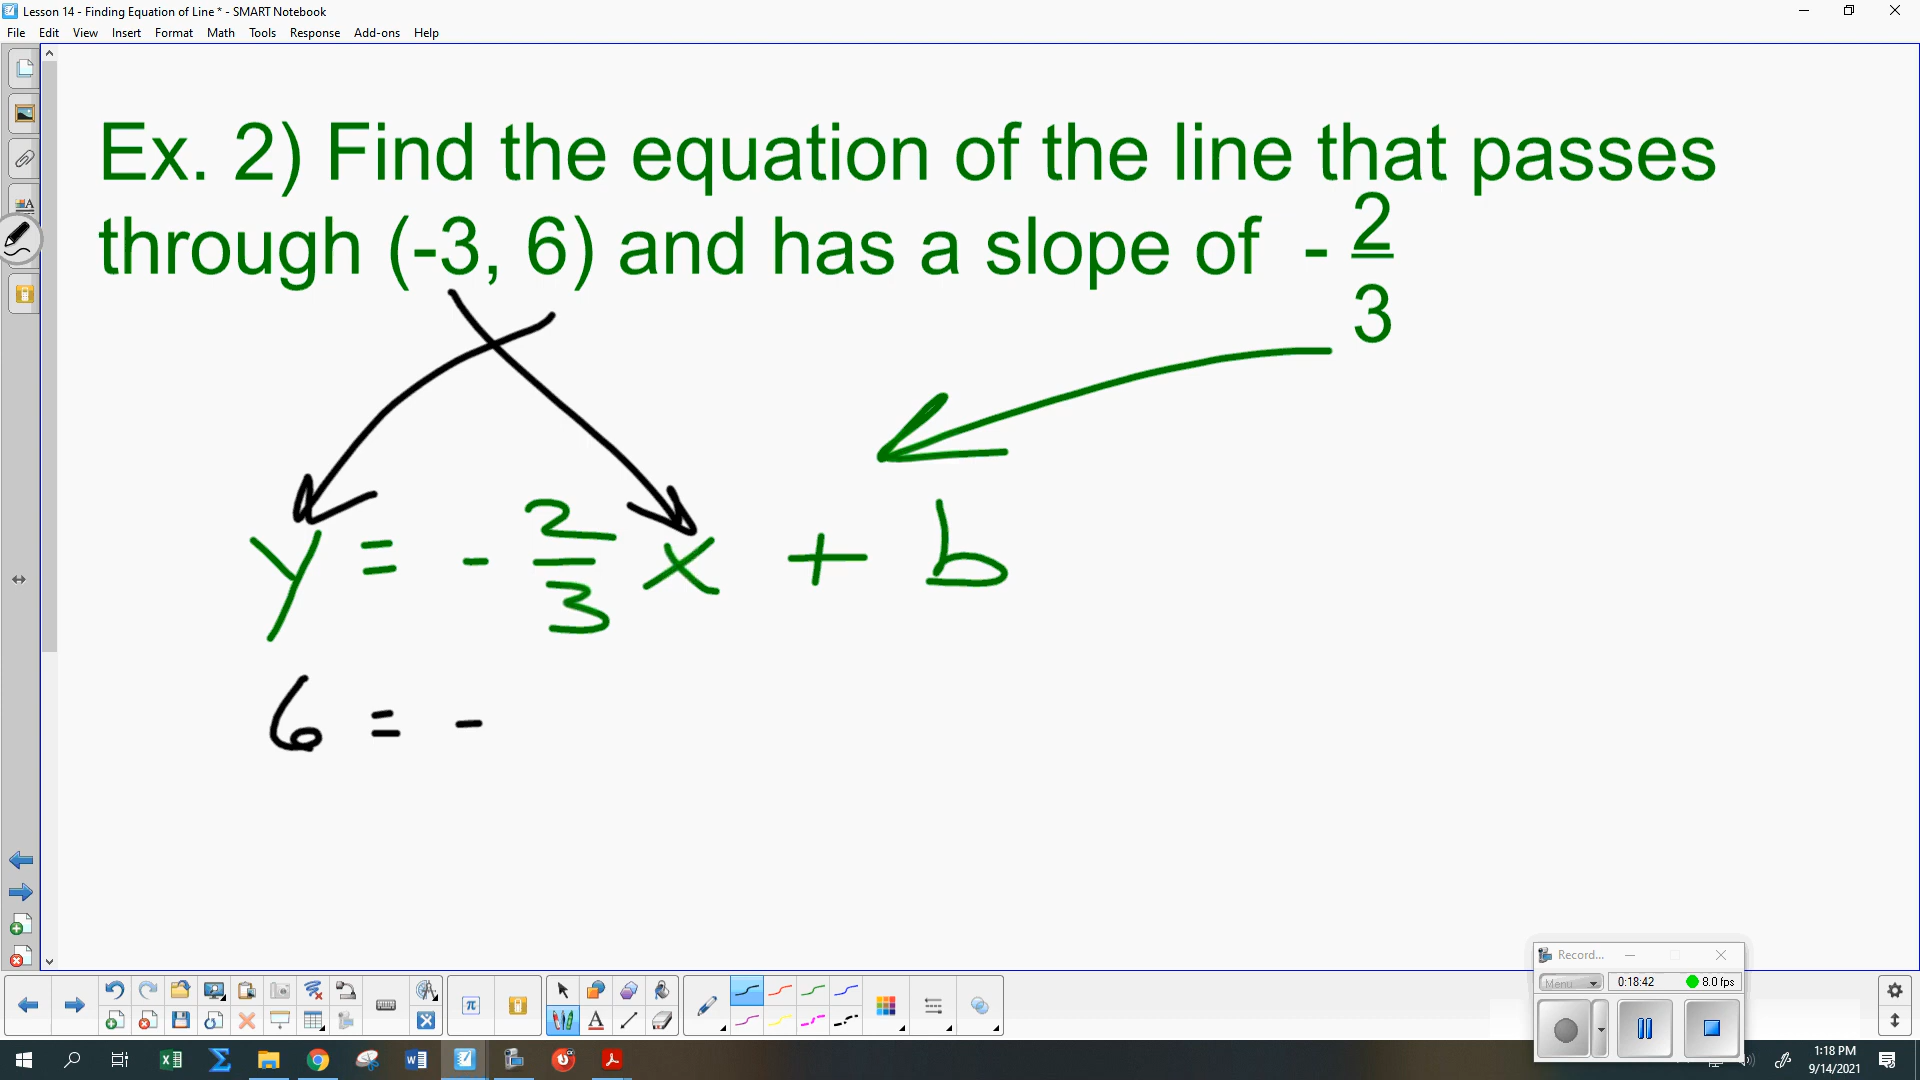 Lesson 14 - Finding Equation of Line * - SMART Notebook
File Edit View Insert Format Math Tools Response Add-ons Help
Ex. 2) Find the equation of the line that passes
through (-3, 6) and has a slope of - 2/3
y = - 2/3 x + b
6 = -
Record...
Menu 0:18:42 8.0 fps
1:18 PM
9/14/2021